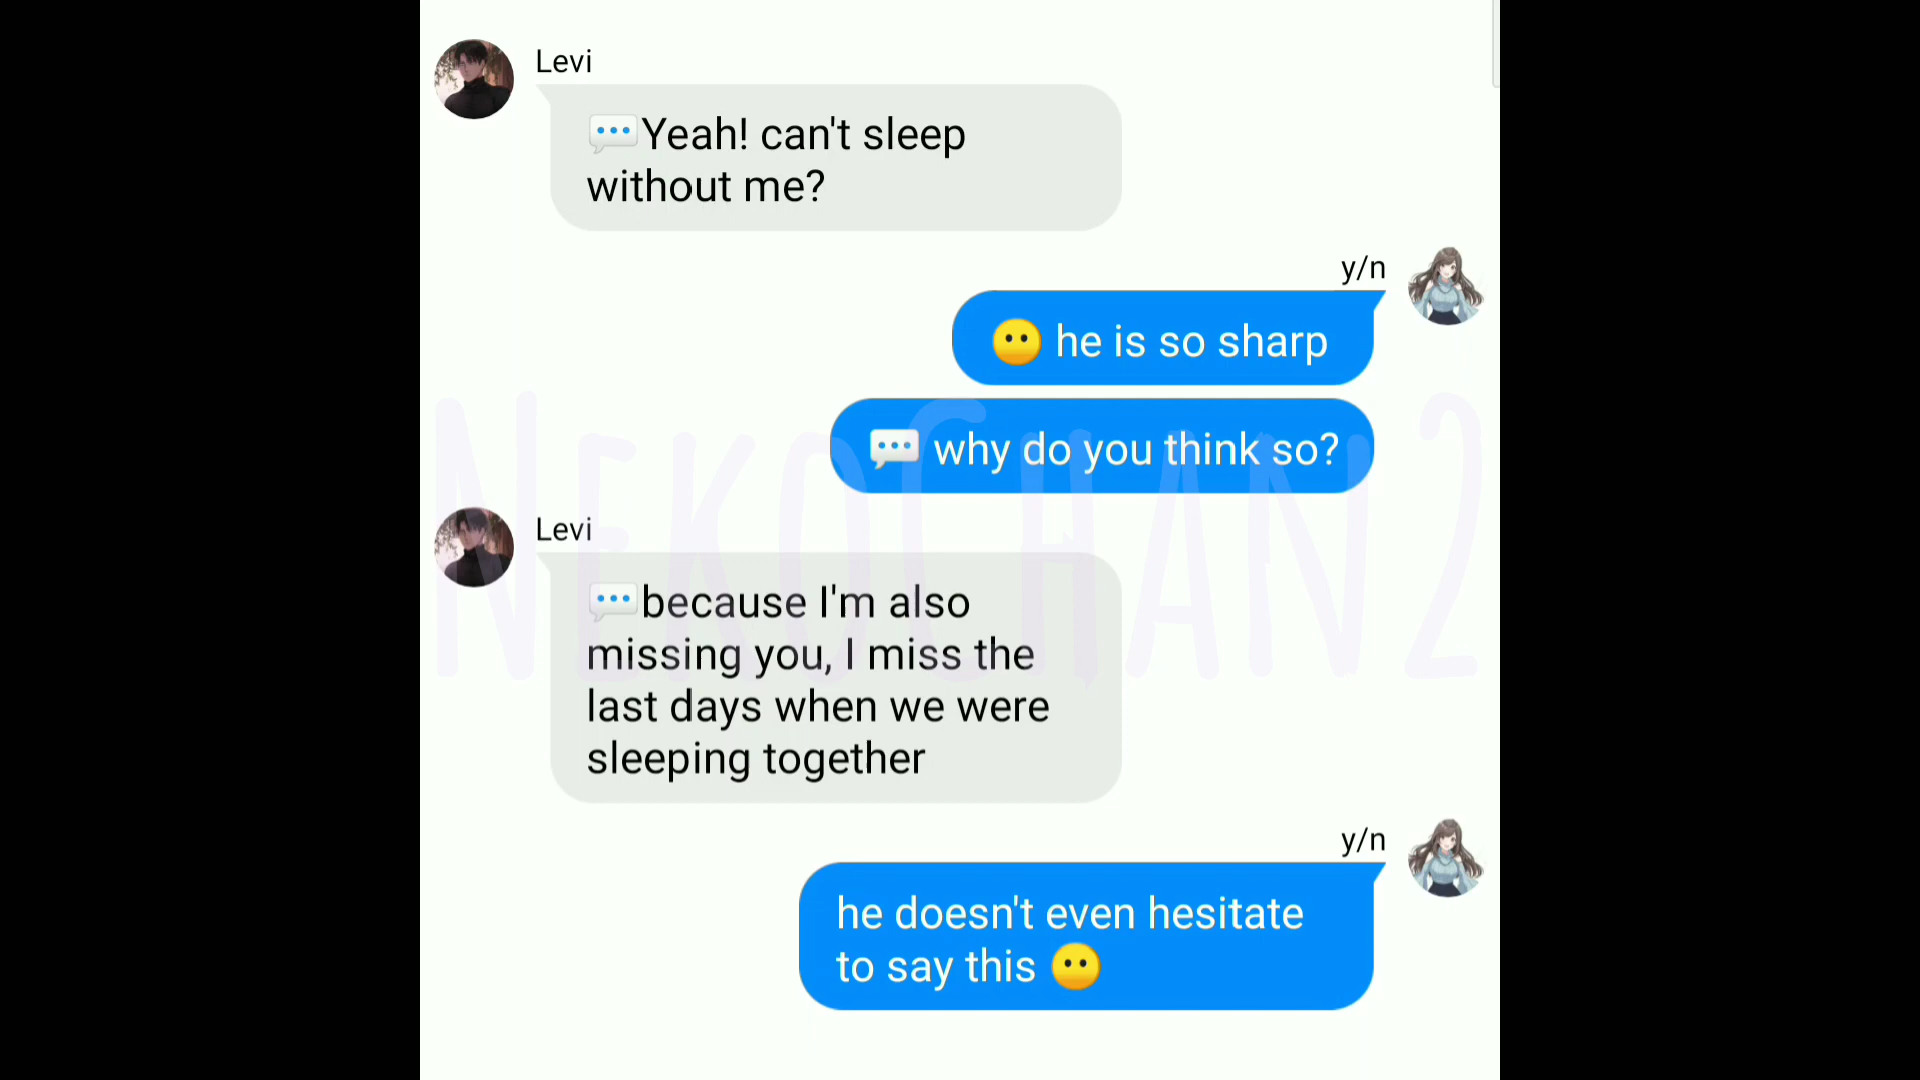 Levi
💬Yeah! can't sleep
without me?
y/n
😶 he is so sharp
💬 why do you think so?
Levi
💬because I'm also
missing you, I miss the
last days when we were
sleeping together
y/n
he doesn't even hesitate
to say this 😶
NEKOCHAN2